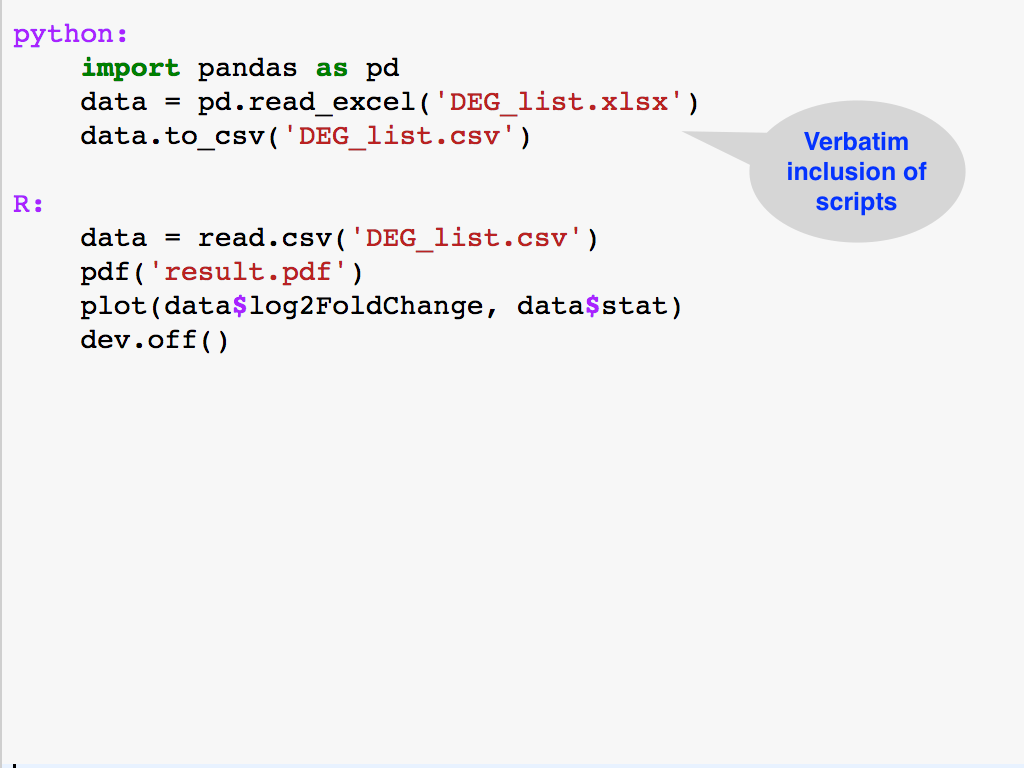 python:
    import pandas as pd
    data = pd.read_excel('DEG_list.xlsx')
    data.to_csv('DEG_list.csv')
Verbatim
inclusion of
scripts
R:
    data = read.csv('DEG_list.csv')
    pdf('result.pdf')
    plot(data$log2FoldChange, data$stat)
    dev.off()